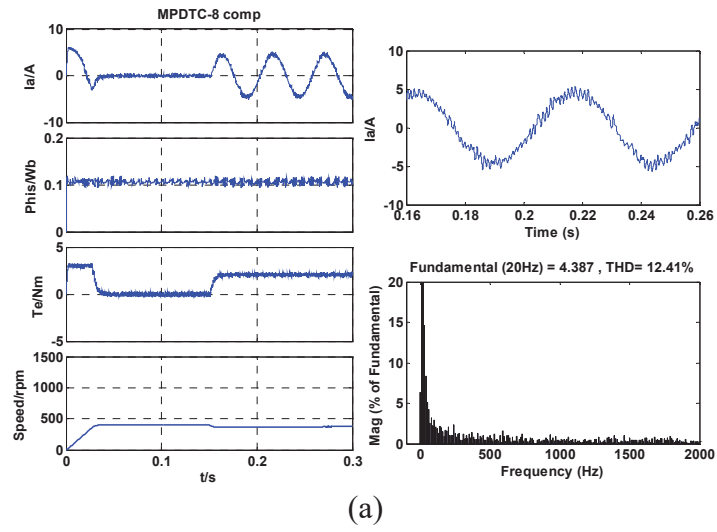 MPDTC-8 comp
10
0
-10
Ia/A
0.2
0.1
0
Phis/Wb
5
0
-5
Te/Nm
1500
1000
500
0
Speed/rpm
0 0.1 0.2 0.3
t/s
10
5
0
-5
-10
Ia/A
0.16 0.18 0.2 0.22 0.24 0.26
Time (s)
Fundamental (20Hz) = 4.387 , THD= 12.41%
20
15
10
5
0
Mag (% of Fundamental)
0 500 1000 1500 2000
Frequency (Hz)
(a)